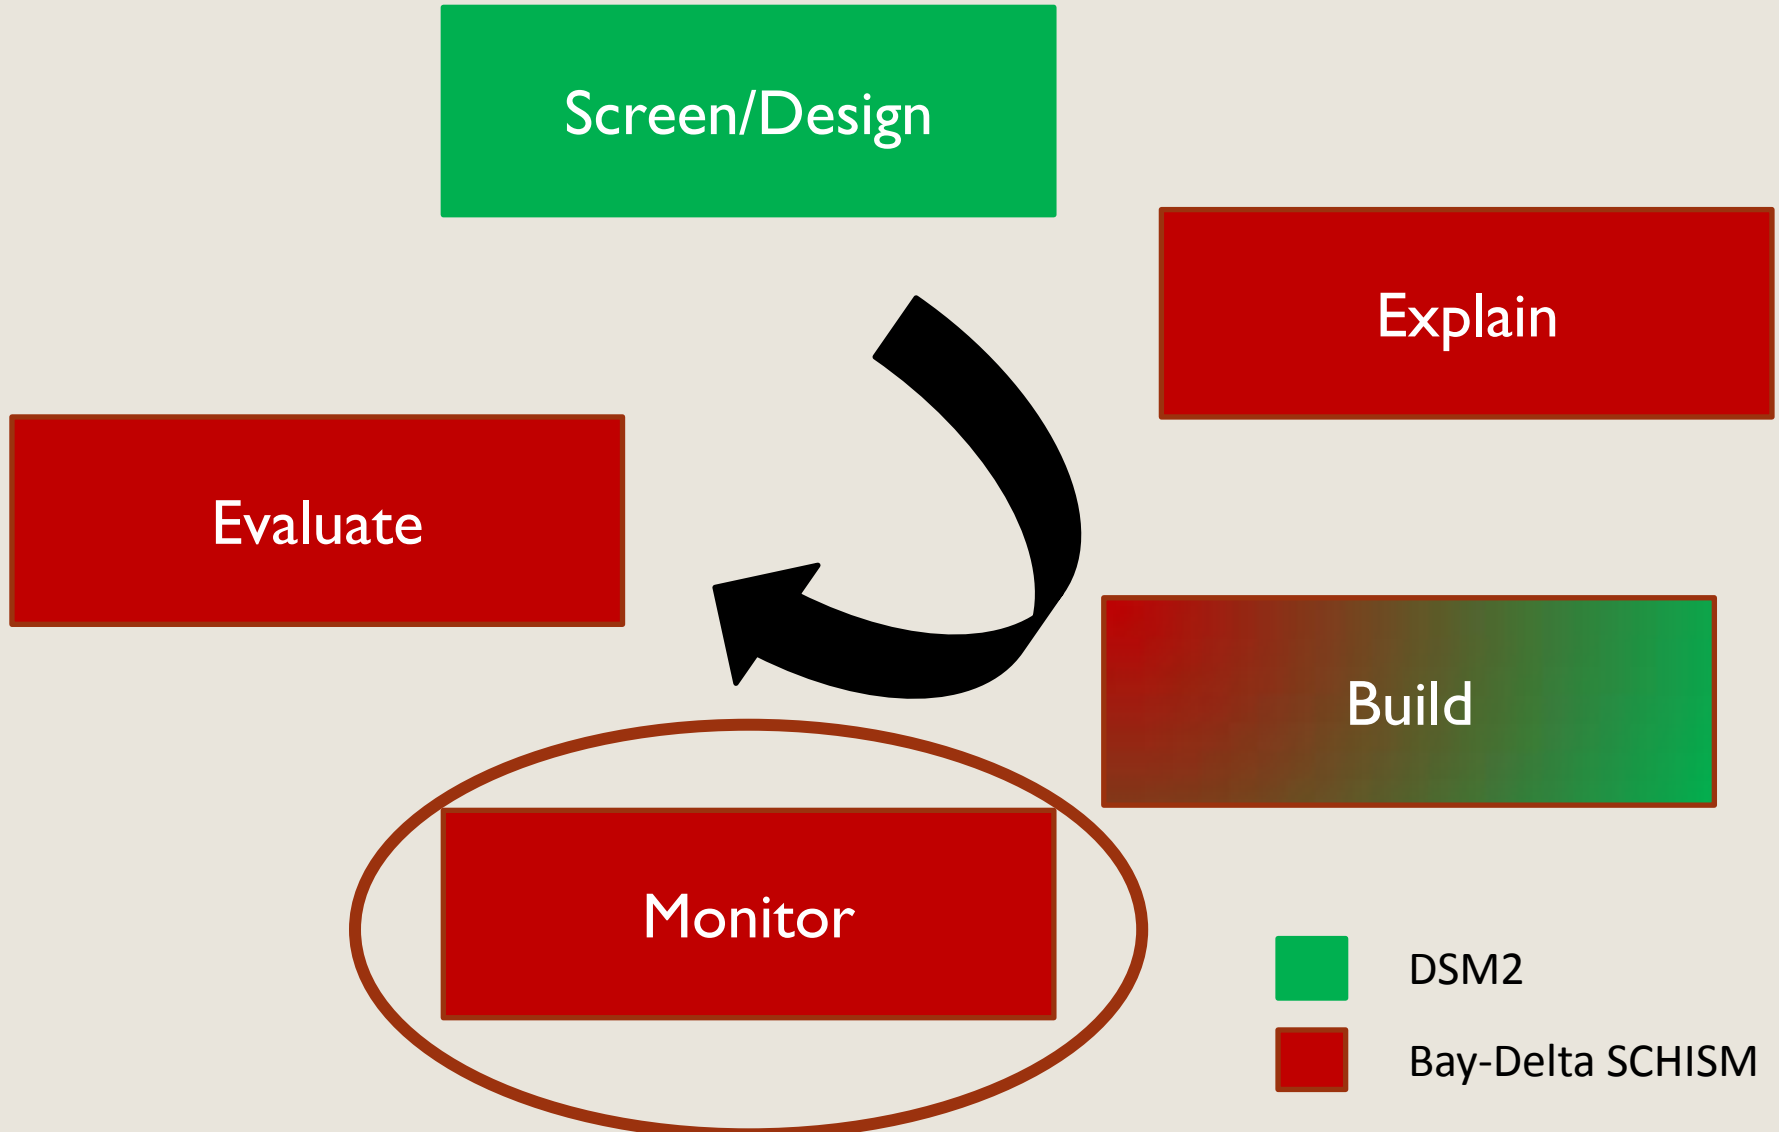 Screen/Design
Explain
Evaluate
Build
Monitor
DSM2
Bay-Delta SCHISM